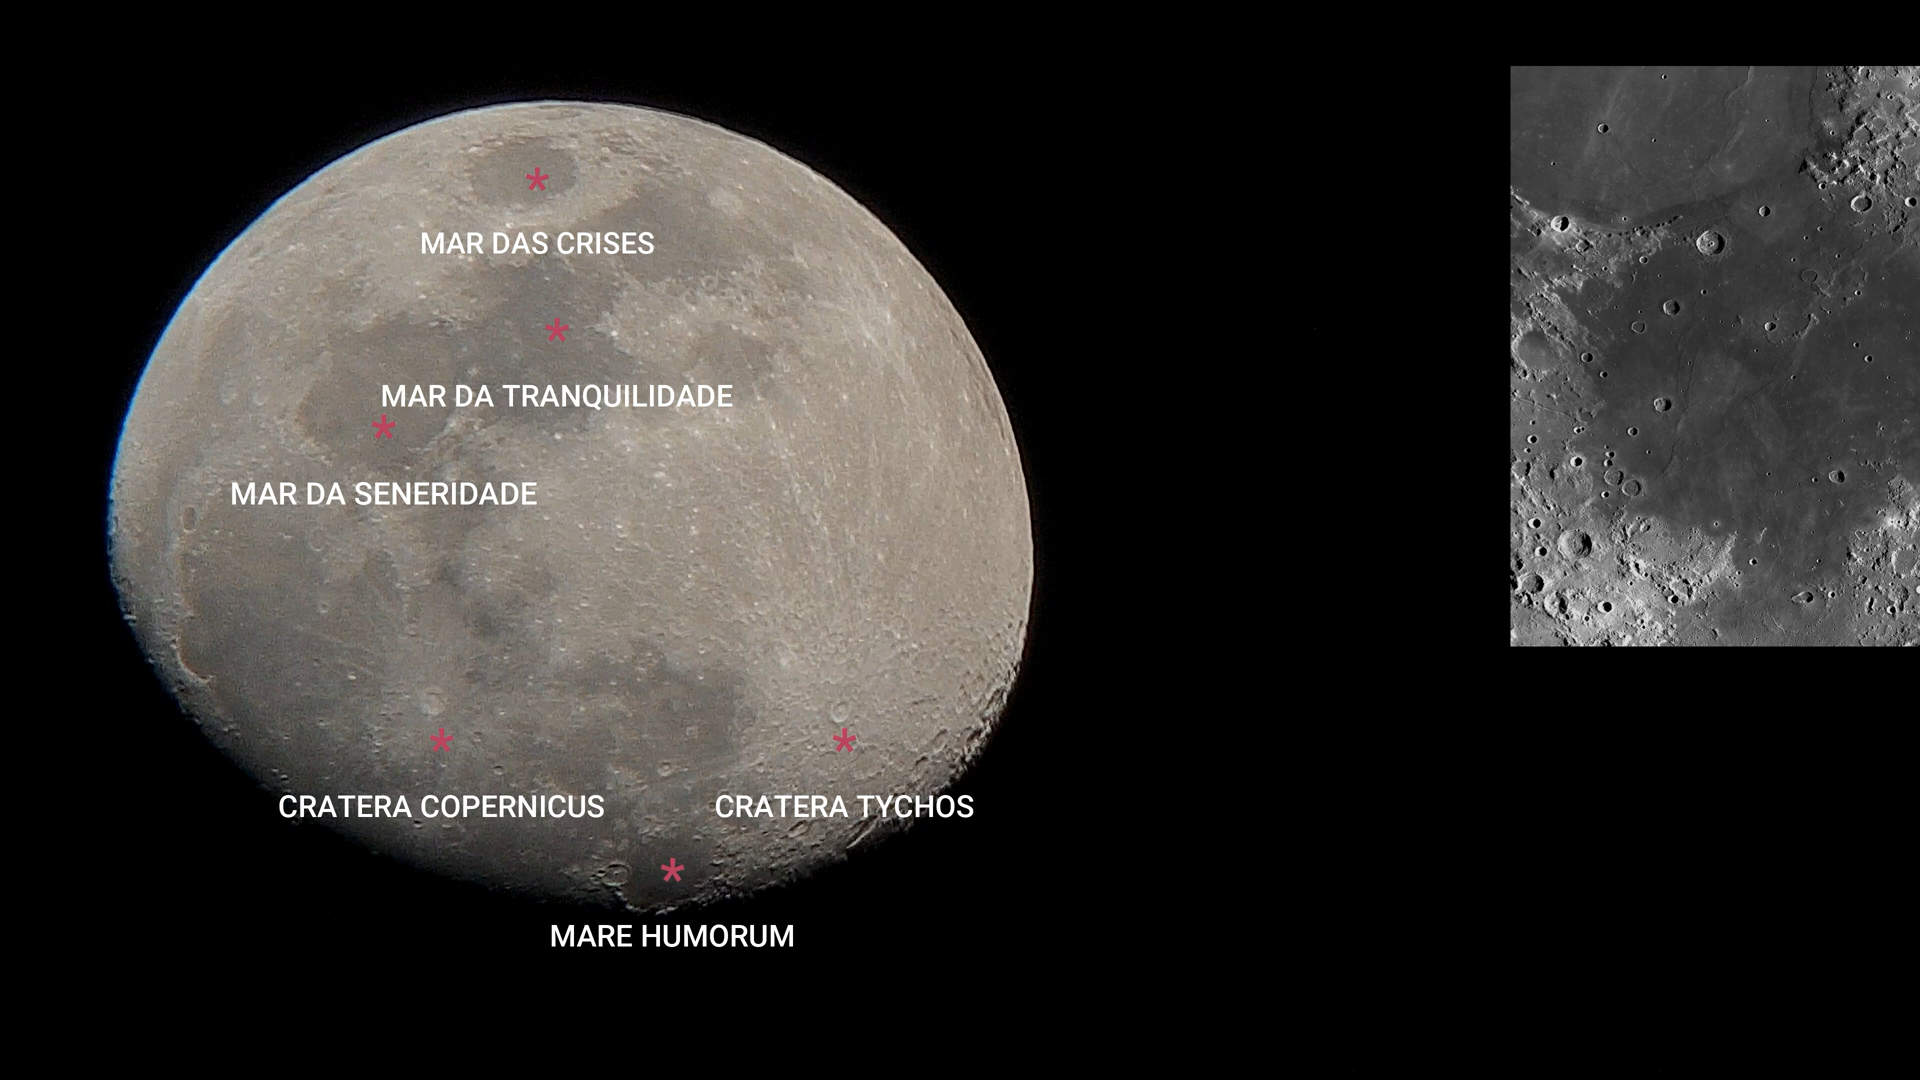 *
MAR DAS CRISES
*
MAR DA TRANQUILIDADE
*
MAR DA SENERIDADE
*
CRATERA COPERNICUS
*
CRATERA TYCHOS
*
MARE HUMORUM